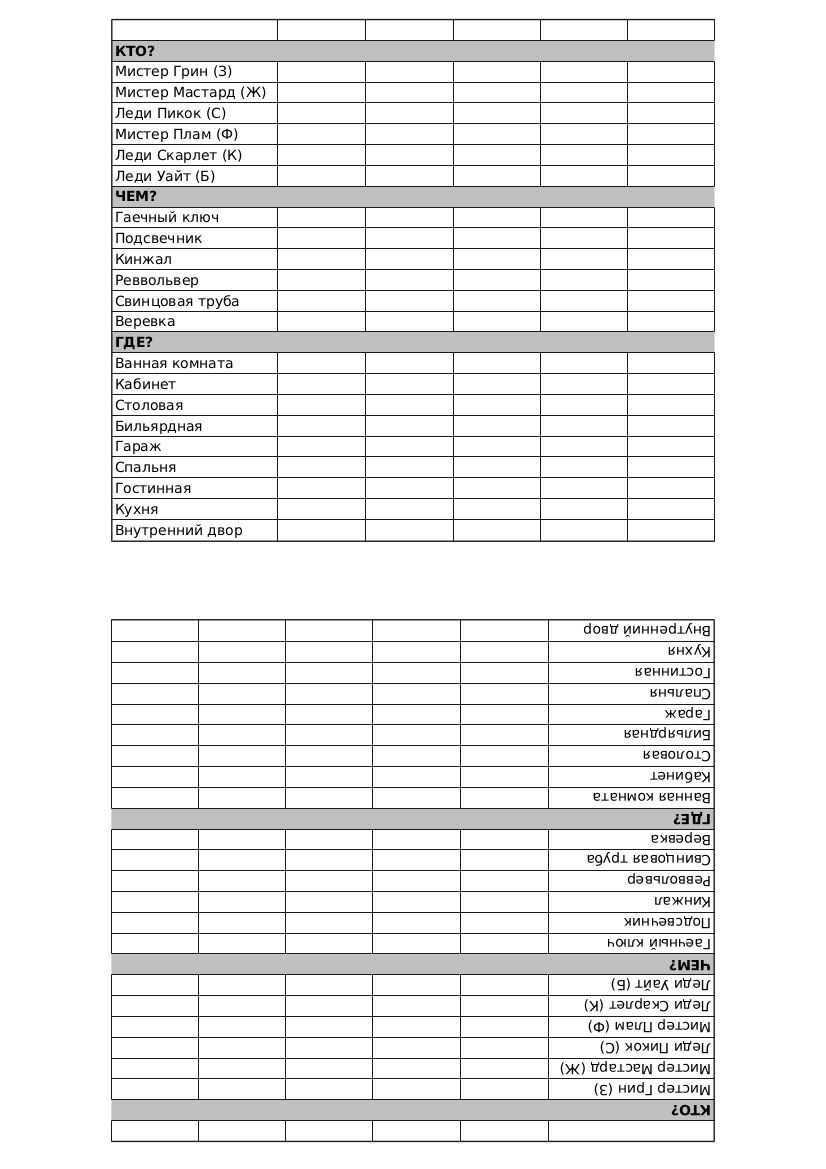 КТО?
Мистер Грин (З)
Мистер Мастард (Ж)
Леди Пикок (С)
Мистер Плам (Ф)
Леди Скарлет (К)
Леди Уайт (Б)
ЧЕМ?
Гаечный ключ
Подсвечник
Кинжал
Реввольвер
Свинцовая труба
Веревка
ГДЕ?
Ванная комната
Кабинет
Столовая
Бильярдная
Гараж
Спальня
Гостинная
Кухня
Внутренний двор
КТО?
Мистер Грин (З)
Мистер Мастард (Ж)
Леди Пикок (С)
Мистер Плам (Ф)
Леди Скарлет (К)
Леди Уайт (Б)
ЧЕМ?
Гаечный ключ
Подсвечник
Кинжал
Реввольвер
Свинцовая труба
Веревка
ГДЕ?
Ванная комната
Кабинет
Столовая
Бильярдная
Гараж
Спальня
Гостинная
Кухня
Внутренний двор